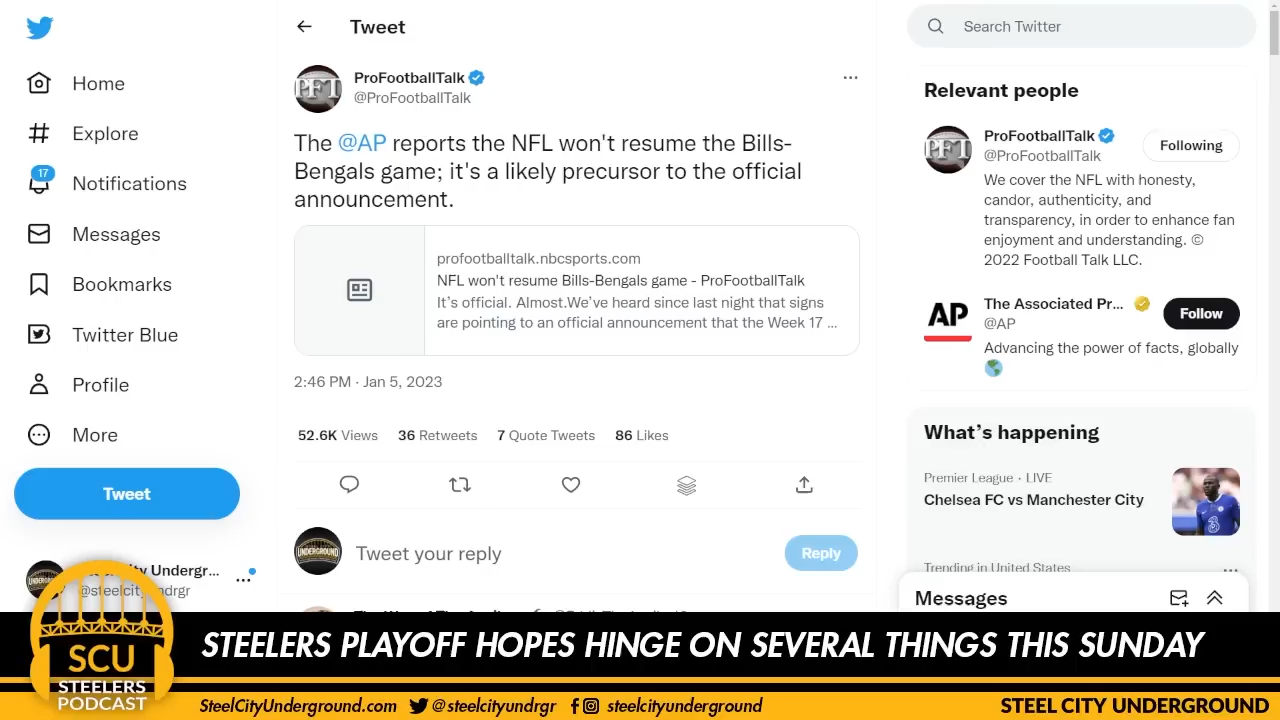 Home
Explore
17
Notifications
Messages
Bookmarks
Twitter Blue
Profile
More
Tweet
@steelcity
Tweet
PFT
ProFootballTalk
@ProFootballTalk
The @AP reports the NFL won't resume the Bills-
Bengals game; it's a likely precursor to the official
announcement.
profootballtalk.nbcsports.com
NFL won't resume Bills-Bengals game - ProFootballTalk
It's official. Almost.We've heard since last night that signs
are pointing to an official announcement that the Week 17 ...
2:46 PM · Jan 5, 2023
52.6K Views 36 Retweets 7 Quote Tweets 86 Likes
UNDERGROUND
Tweet your reply
Reply
Search Twitter
Relevant people
PFT
ProFootballTalk
@ProFootballTalk
Following
We cover the NFL with honesty,
candor, authenticity, and
transparency, in order to enhance fan
enjoyment and understanding. ©
2022 Football Talk LLC.
AP
The Associated Pr...
@AP
Follow
Advancing the power of facts, globally
What's happening
Premier League · LIVE
Chelsea FC vs Manchester City
3
Trending in United States
Messages
SCU
STEELERS
PODCAST
STEELERS PLAYOFF HOPES HINGE ON SEVERAL THINGS THIS SUNDAY
SteelCityUnderground.com @steelcityundrgr steelcityunderground
STEEL CITY UNDERGROUND